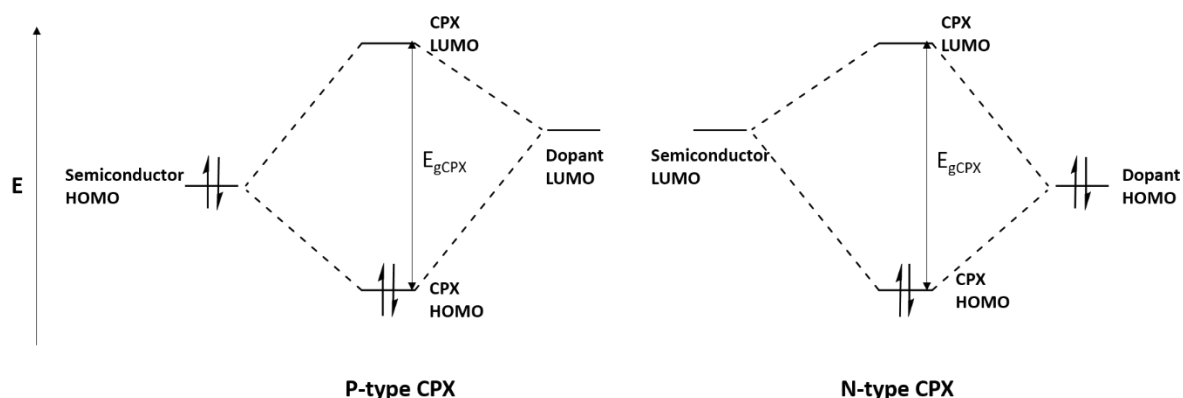 CPX
LUMO
CPX
LUMO
E
Semiconductor
HOMO
E_gCPX
Dopant
LUMO
Semiconductor
LUMO
E_gCPX
Dopant
HOMO
CPX
HOMO
CPX
HOMO
P-type CPX
N-type CPX